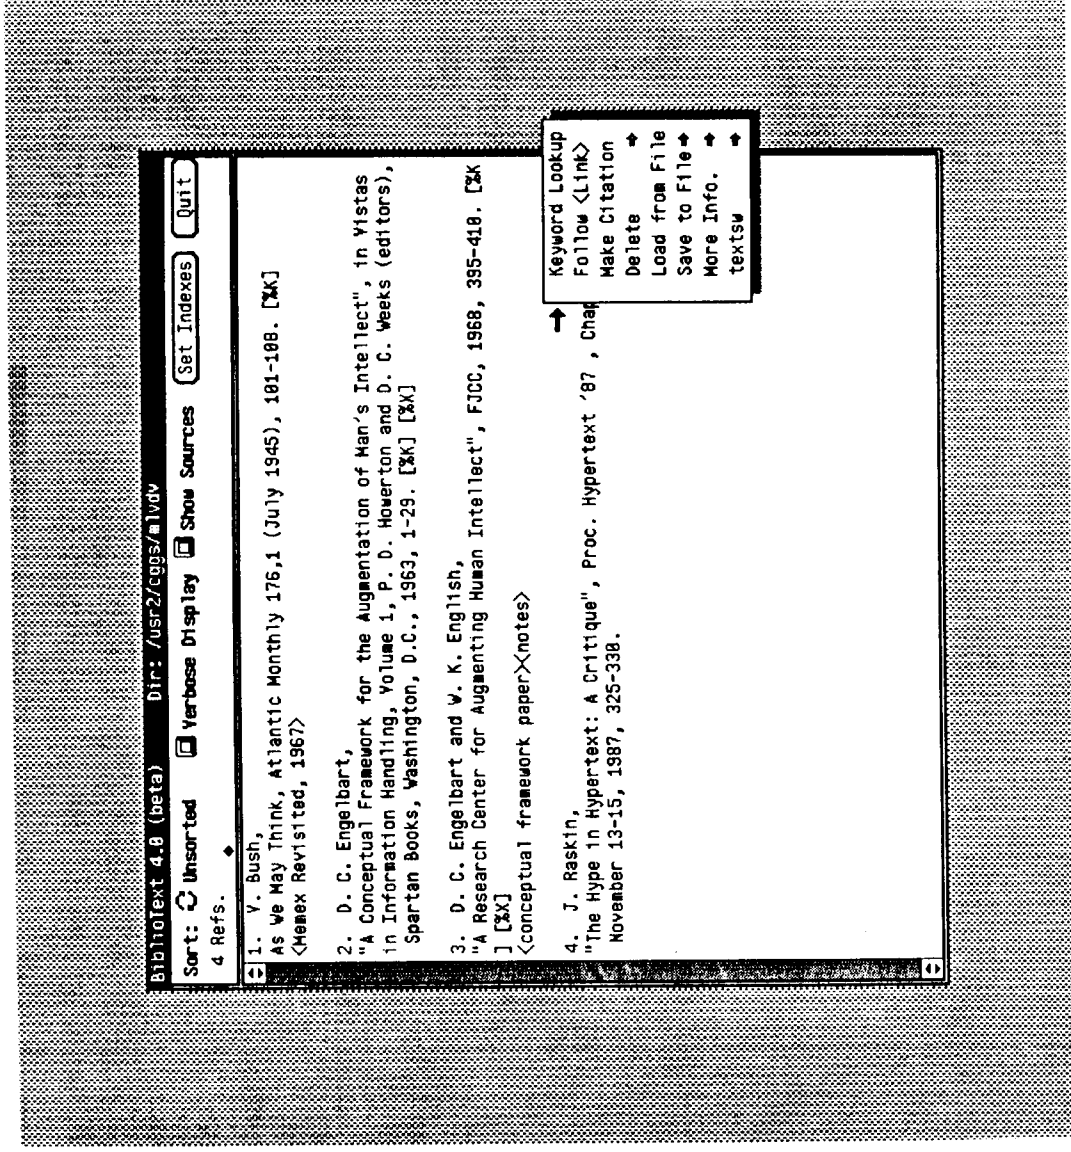 BiblioText 4.0 (beta) Dir: /usr2/cggs/mlvdv
Sort: Unsorted Verbose Display Show Sources Set Indexes Quit
4 Refs.
1. V. Bush,
As We May Think, Atlantic Monthly 176,1 (July 1945), 101-108. [%K]
<Memex Revisited, 1967>
2. D. C. Engelbart,
"A Conceptual Framework for the Augmentation of Man's Intellect", in Vistas
in Information Handling, Volume 1, P. D. Howerton and D. C. Weeks (editors),
Spartan Books, Washington, D.C., 1963, 1-29. [%K] [%X]
3. D. C. Engelbart and W. K. English,
"A Research Center for Augmenting Human Intellect", FJCC, 1968, 395-410. [%K
] [%X]
<conceptual framework paper><notes>
4. J. Raskin,
"The Hype in Hypertext: A Critique", Proc. Hypertext '87 , Chap
November 13-15, 1987, 325-330.
Keyword Lookup
Follow <Link>
Make Citation
Delete
Load from File
Save to File
More Info.
textsw